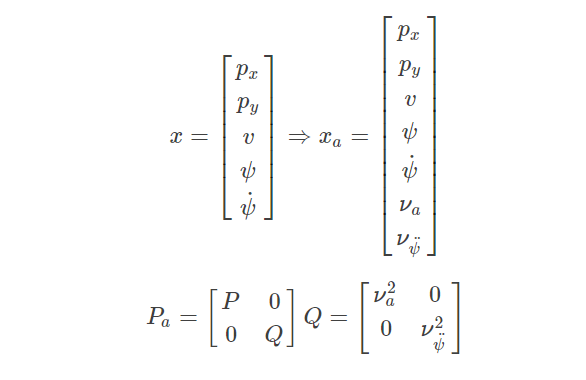 x = [ p_x p_y v ψ ψ̇ ] ⇒ x_a = [ p_x p_y v ψ ψ̇ ν_a ν_ψ̈ ]
P_a = [ P 0 ; 0 Q ] Q = [ ν_a^2 0 ; 0 ν_ψ̈^2 ]